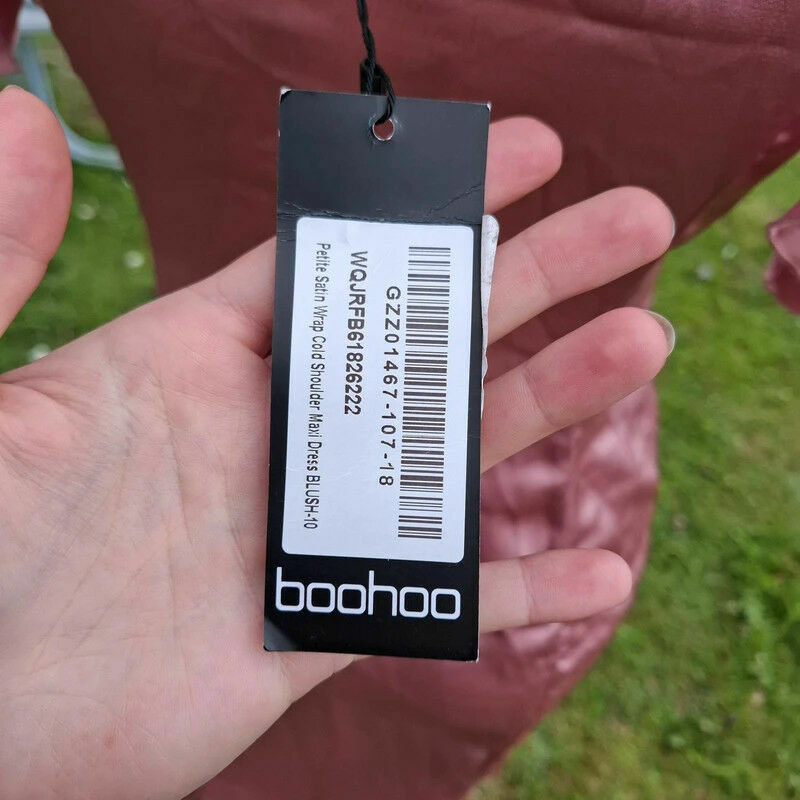 GZZ01467-107-18
WQJRFB61826222
Petite Satin Wrap Cold Shoulder Maxi Dress BLUSH-10
boohoo